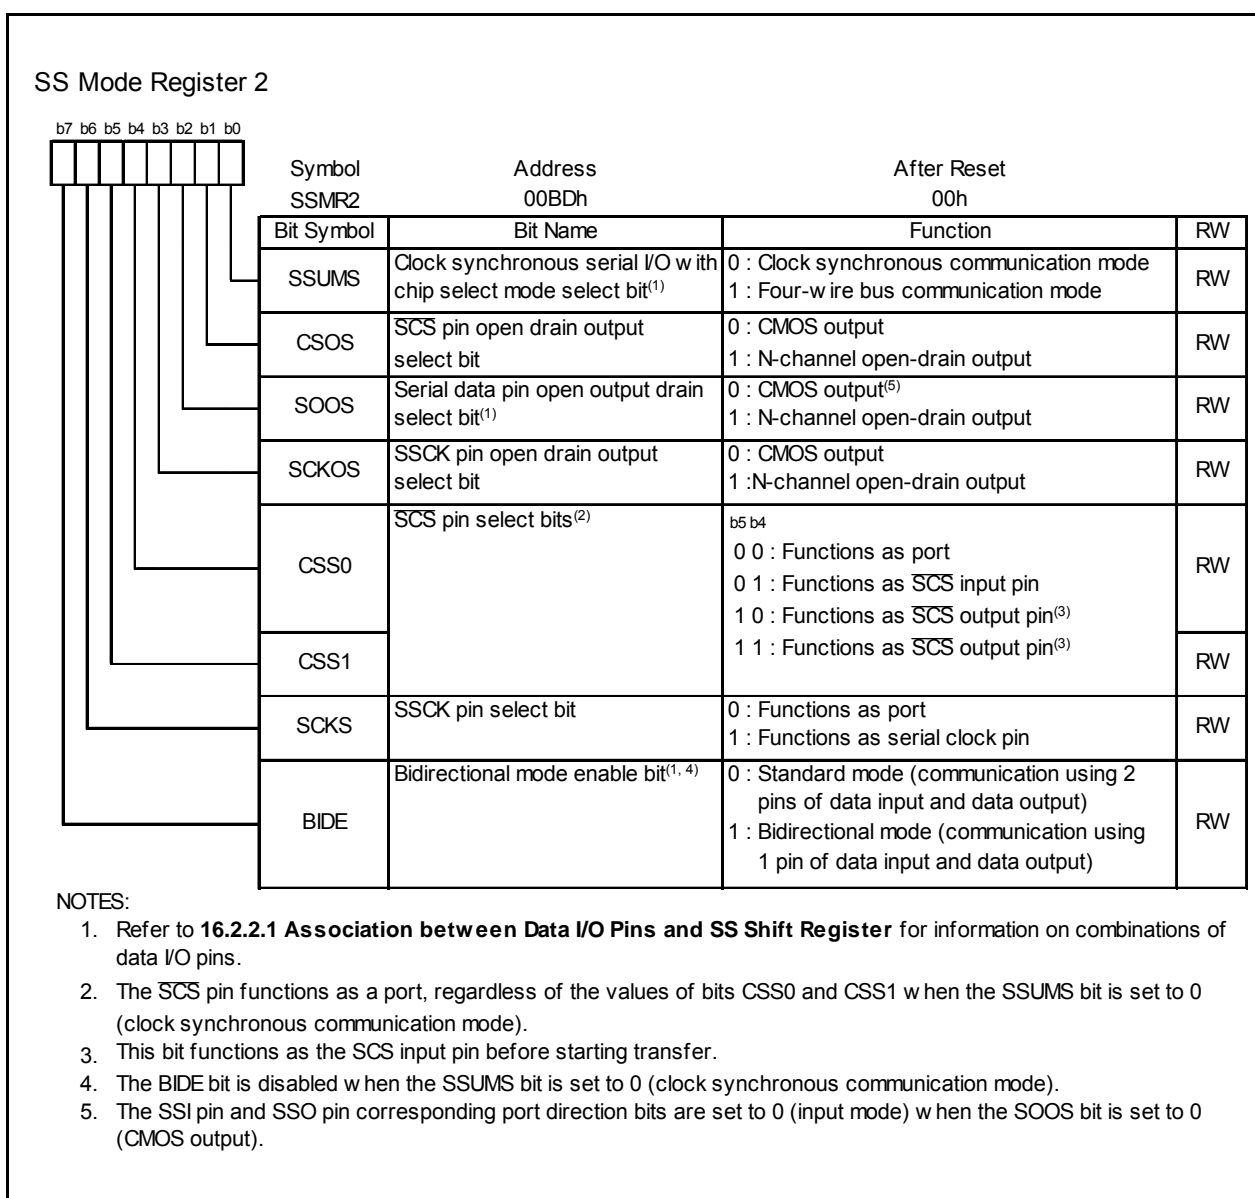 SS Mode Register 2
b7 b6 b5 b4 b3 b2 b1 b0
Symbol Address After Reset
SSMR2 00BDh 00h
Bit Symbol Bit Name Function RW
SSUMS Clock synchronous serial I/O with chip select mode select bit(1) 0 : Clock synchronous communication mode RW
1 : Four-wire bus communication mode
CSOS S̅C̅S̅ pin open drain output select bit 0 : CMOS output RW
1 : N-channel open-drain output
SOOS Serial data pin open output drain select bit(1) 0 : CMOS output(5) RW
1 : N-channel open-drain output
SCKOS SSCK pin open drain output select bit 0 : CMOS output RW
1 :N-channel open-drain output
CSS0 S̅C̅S̅ pin select bits(2) b5 b4 RW
0 0 : Functions as port
0 1 : Functions as S̅C̅S̅ input pin
1 0 : Functions as S̅C̅S̅ output pin(3)
CSS1 1 1 : Functions as S̅C̅S̅ output pin(3) RW
SCKS SSCK pin select bit 0 : Functions as port RW
1 : Functions as serial clock pin
BIDE Bidirectional mode enable bit(1, 4) 0 : Standard mode (communication using 2 RW
pins of data input and data output)
1 : Bidirectional mode (communication using
1 pin of data input and data output)
NOTES:
1. Refer to 16.2.2.1 Association between Data I/O Pins and SS Shift Register for information on combinations of
data I/O pins.
2. The S̅C̅S̅ pin functions as a port, regardless of the values of bits CSS0 and CSS1 when the SSUMS bit is set to 0
(clock synchronous communication mode).
3. This bit functions as the SCS input pin before starting transfer.
4. The BIDE bit is disabled when the SSUMS bit is set to 0 (clock synchronous communication mode).
5. The SSI pin and SSO pin corresponding port direction bits are set to 0 (input mode) when the SOOS bit is set to 0
(CMOS output).